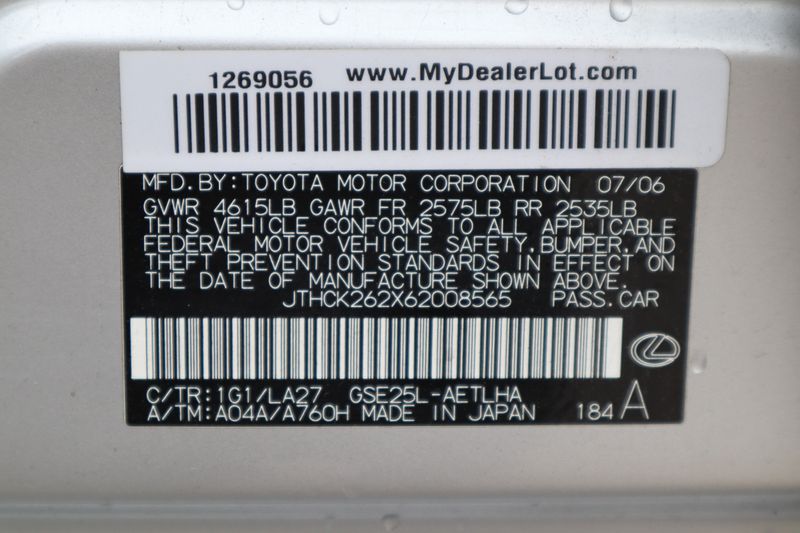 1269056 www.MyDealerLot.com
MFD.BY:TOYOTA MOTOR CORPORATION 07/06
GVWR 4615LB GAWR FR 2575LB RR 2535LB
THIS VEHICLE CONFORMS TO ALL APPLICABLE
FEDERAL MOTOR VEHICLE SAFETY,BUMPER,AND
THEFT PREVENTION STANDARDS IN EFFECT ON
THE DATE OF MANUFACTURE SHOWN ABOVE.
JTHCK262X62008565 PASS.CAR
C/TR:1G1/LA27 GSE25L-AETLHA
A/TM:A04A/A760H MADE IN JAPAN 184 A